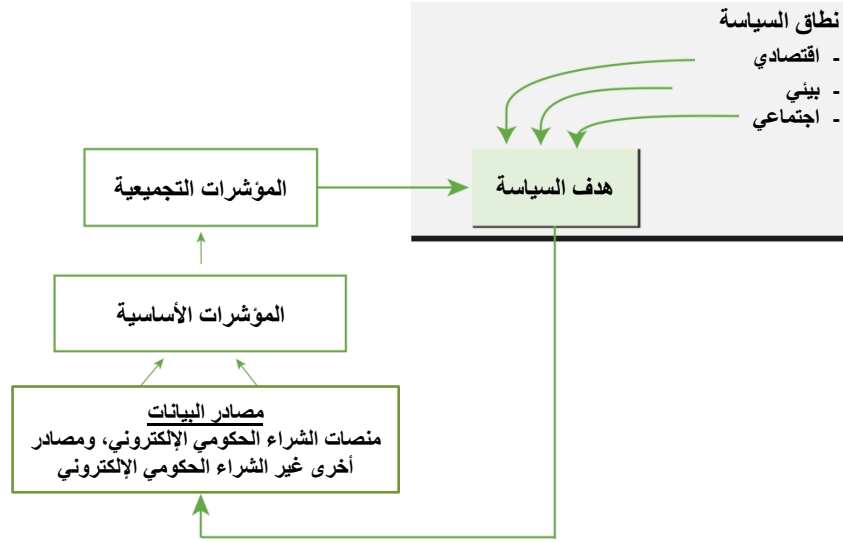 نطاق السياسة
- اقتصادي
- بيئي
- اجتماعي
هدف السياسة
المؤشرات التجميعية
المؤشرات الأساسية
مصادر البيانات
منصات الشراء الحكومي الإلكتروني، ومصادر
أخرى غير الشراء الحكومي الإلكتروني